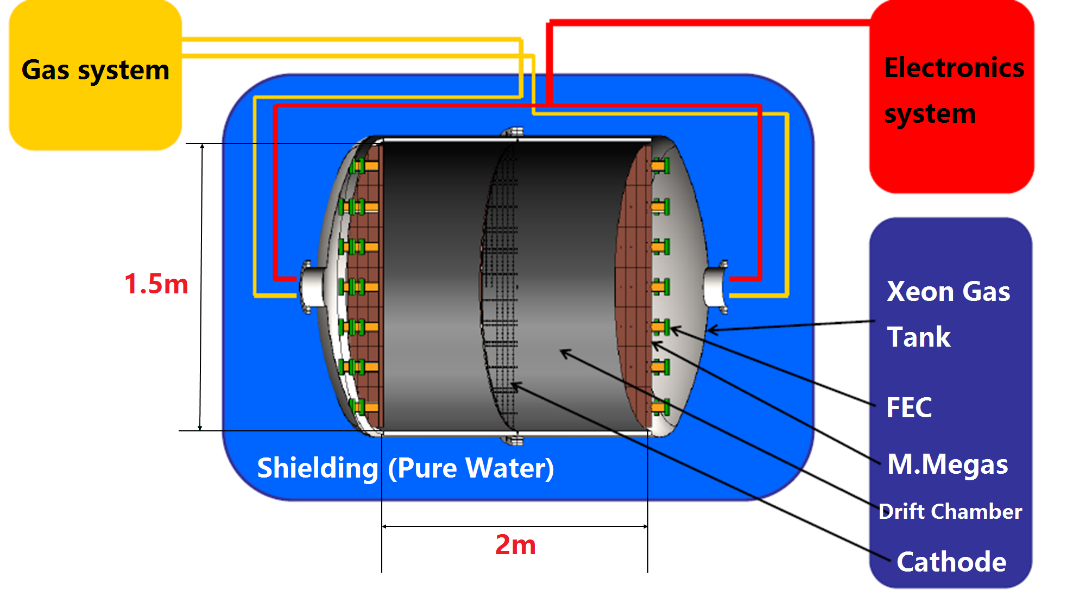 Gas system
Electronics
system
1.5m
Xeon Gas
Tank
FEC
M.Megas
Shielding (Pure Water)
Drift Chamber
2m
Cathode